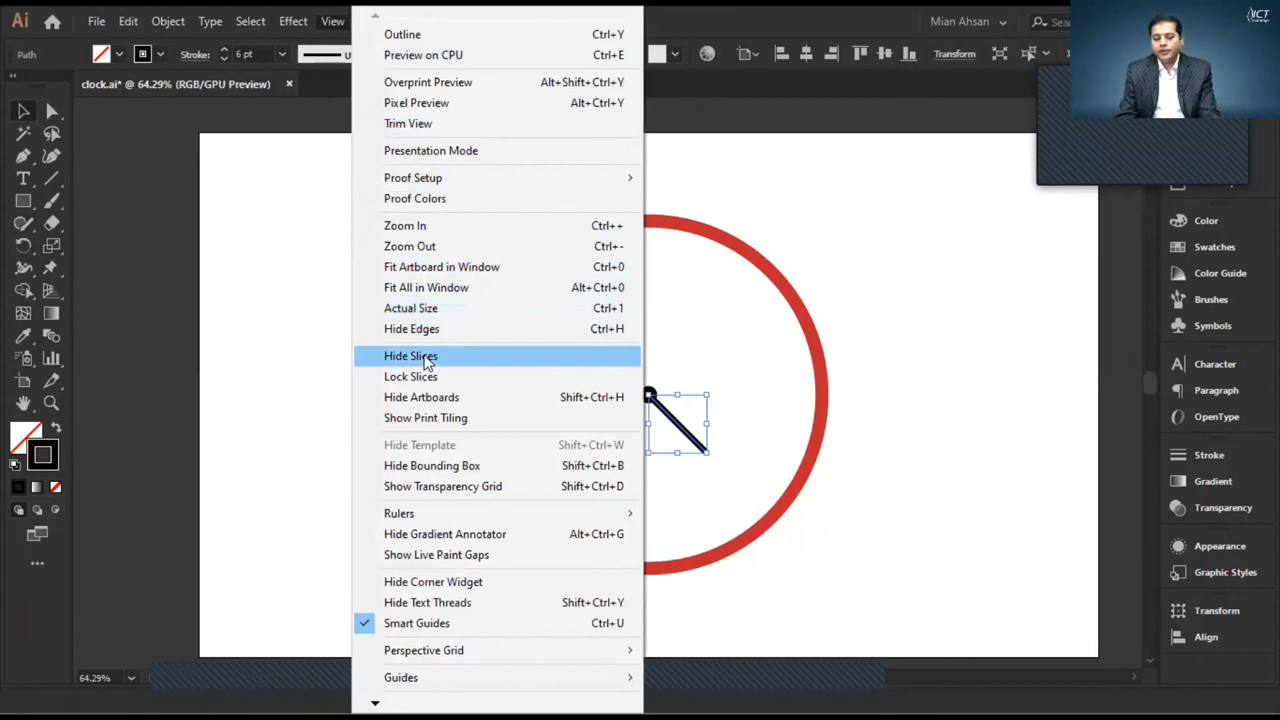 Ai File Edit Object Type Select Effect View Mian Ahsan
Path Stroke: 6 pt Transform
clock.ai* @ 64.29% (RGB/GPU Preview)
Outline Ctrl+Y
Preview on CPU Ctrl+E
Overprint Preview Alt+Shift+Ctrl+Y
Pixel Preview Alt+Ctrl+Y
Trim View
Presentation Mode
Proof Setup
Proof Colors
Zoom In Ctrl++
Zoom Out Ctrl+-
Fit Artboard in Window Ctrl+0
Fit All in Window Alt+Ctrl+0
Actual Size Ctrl+1
Hide Edges Ctrl+H
Hide Slices
Lock Slices
Hide Artboards Shift+Ctrl+H
Show Print Tiling
Hide Template Shift+Ctrl+W
Hide Bounding Box Shift+Ctrl+B
Show Transparency Grid Shift+Ctrl+D
Rulers
Hide Gradient Annotator Alt+Ctrl+G
Show Live Paint Gaps
Hide Corner Widget
Hide Text Threads Shift+Ctrl+Y
Smart Guides Ctrl+U
Perspective Grid
Guides
Color
Swatches
Color Guide
Brushes
Symbols
Character
Paragraph
OpenType
Stroke
Gradient
Transparency
Appearance
Graphic Styles
Transform
Align
64.29%